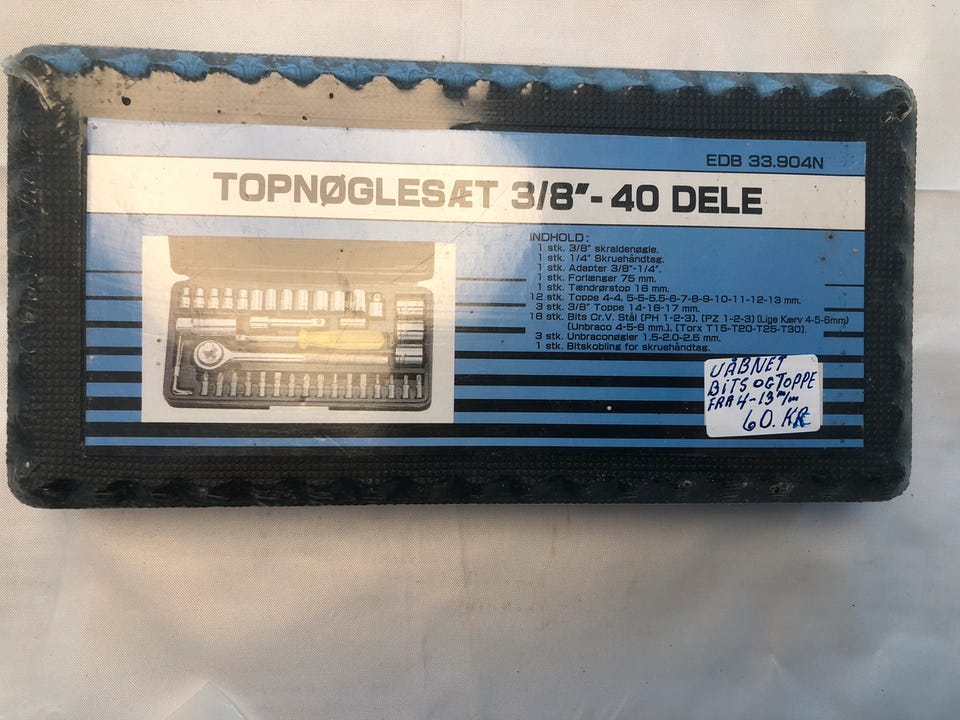 EDB 33.904N
TOPNØGLESÆT 3/8"-40 DELE
INDHOLD:
1 stk. 3/8" skraldenøgle.
1 stk. 1/4" Skruehåndtag.
1 stk. Adapter 3/8"-1/4".
1 stk. Forlænger 75 mm.
1 stk. Tændrørstop 18 mm.
12 stk. Toppe 4-4. 5-5-5.5-6-7-8-9-10-11-12-13 mm.
3 stk. 3/8" Toppe 14-16-17 mm.
16 stk. Bits Cr.V. Stål (PH 1-2-3). (PZ 1-2-3) (Lige Kærv 4-5-6mm)
(Unbraco 4-5-6 mm.). (Torx T15-T20-T25-T30).
3 stk. Unbraconøgler 1.5-2.0-2.5 mm.
1 stk. Bitskobling for skruehåndtag.
UÅBNET
BITS OG TOPPE
FRA 4-13 m/m
60. KR